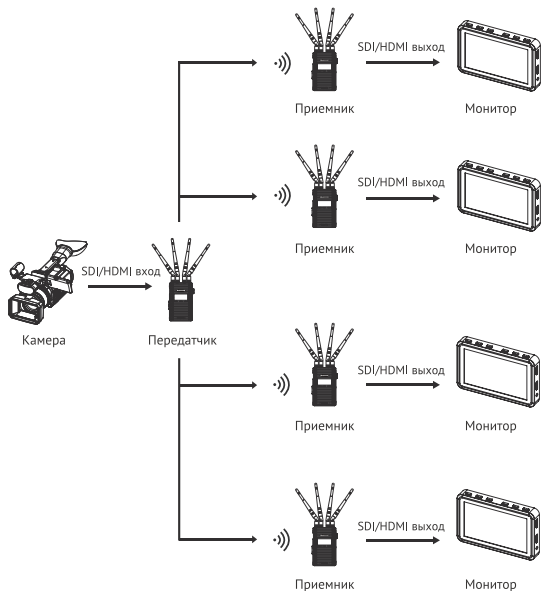 SDI/HDMI выход
Приемник
Монитор
SDI/HDMI выход
Приемник
Монитор
SDI/HDMI вход
Камера
Передатчик
SDI/HDMI выход
Приемник
Монитор
SDI/HDMI выход
Приемник
Монитор